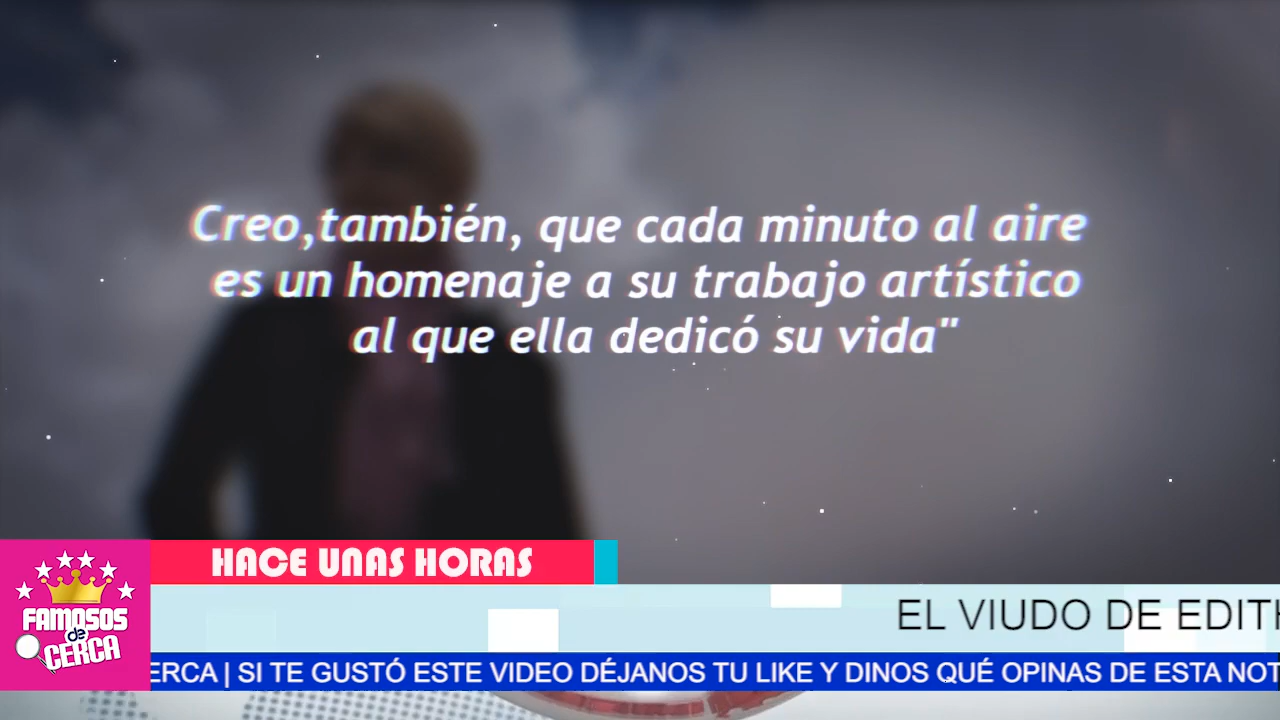 Creo,también, que cada minuto al aire
es un homenaje a su trabajo artístico
al que ella dedicó su vida"
HACE UNAS HORAS
FAMOSOS
de
CERCA
EL VIUDO DE EDITH
ERCA | SI TE GUSTÓ ESTE VIDEO DÉJANOS TU LIKE Y DINOS QUÉ OPINAS DE ESTA NOT